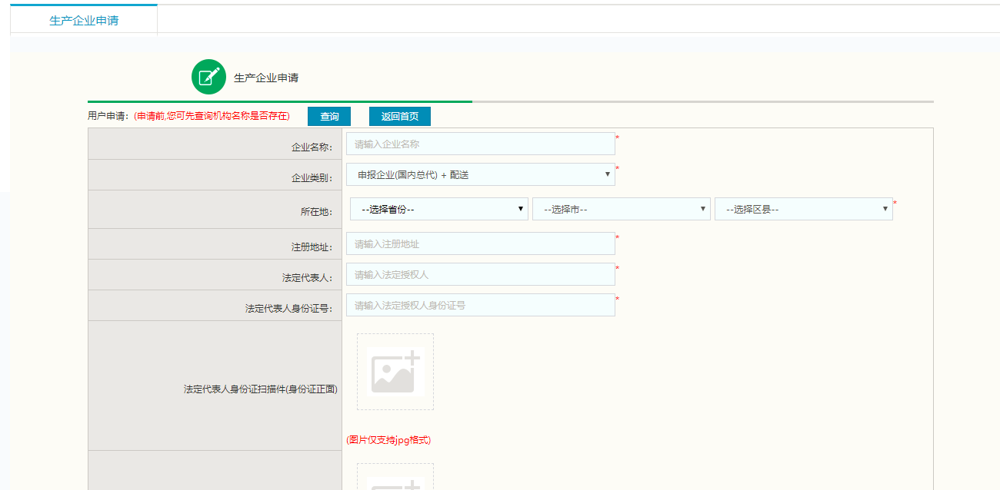 生产企业申请
生产企业申请
用户申请：(申请前,您可先查询机构名称是否存在) 查询 返回首页
企业名称： 请输入企业名称 *
企业类别： 申报企业(国内总代) + 配送 *
所在地： --选择省份-- --选择市-- --选择区县-- *
注册地址： 请输入注册地址 *
法定代表人： 请输入法定授权人 *
法定代表人身份证号： 请输入法定授权人身份证号 *
法定代表人身份证扫描件(身份证正面)
(图片仅支持jpg格式)